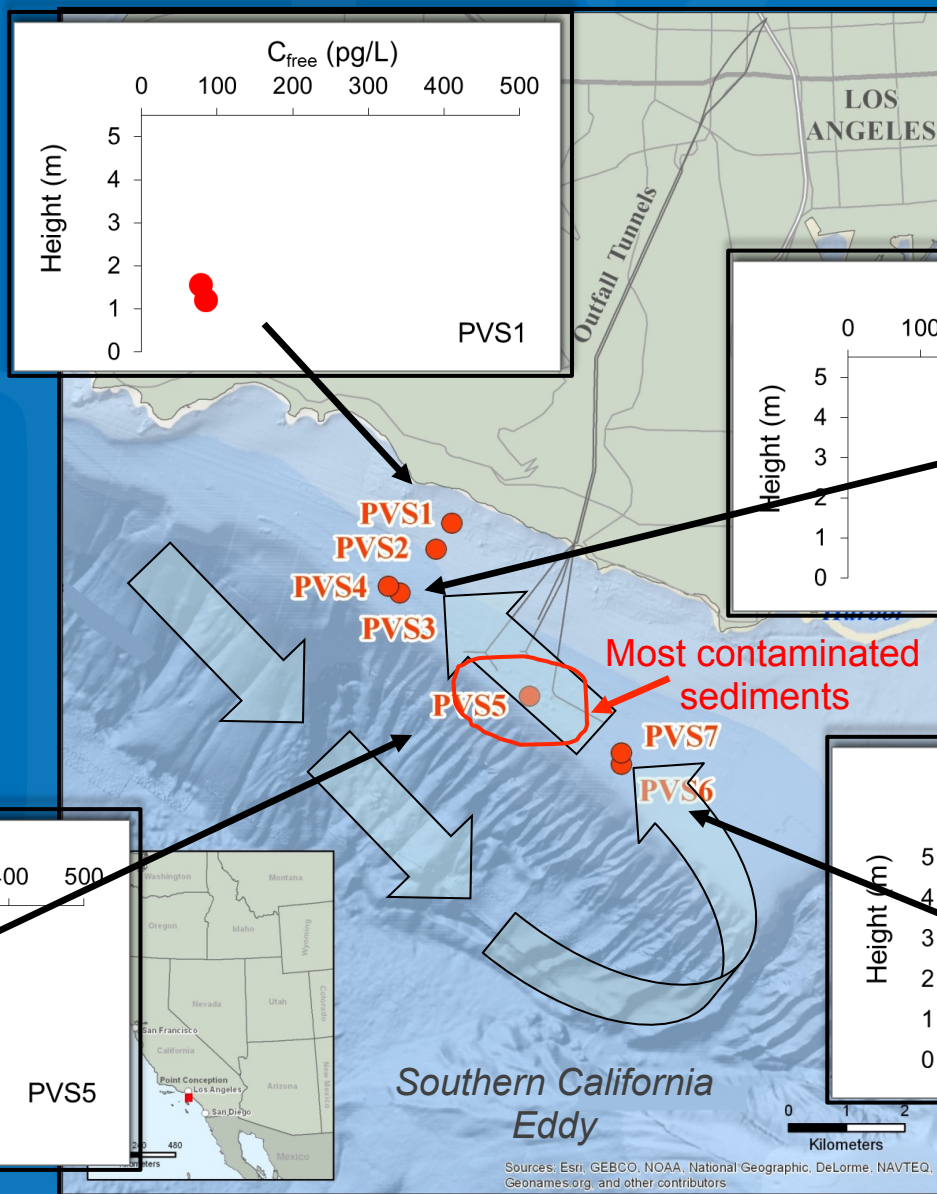 C_free (pg/L)
0 100 200 300 400 500
5
4
3
2
1
0
Height (m)
PVS1
LOS
ANGELES
Outfall Tunnels
0 100
5
4
3
2
1
0
Height (m)
Harbor
PVS1
PVS2
PVS4
PVS3
PVS5
PVS7
PVS6
Most contaminated
sediments
400 500
PVS5
5
4
3
2
1
0
Height (m)
Washington
Montana
Oregon
Idaho
Wyoming
Nevada
Utah
Colorado
San Francisco
California
Point Conception
Los Angeles
Arizona
New Mexico
San Diego
Mexico
240 480
Southern California
Eddy
0 1 2
Kilometers
Sources: Esri, GEBCO, NOAA, National Geographic, DeLorme, NAVTEQ,
Geonames.org, and other contributors